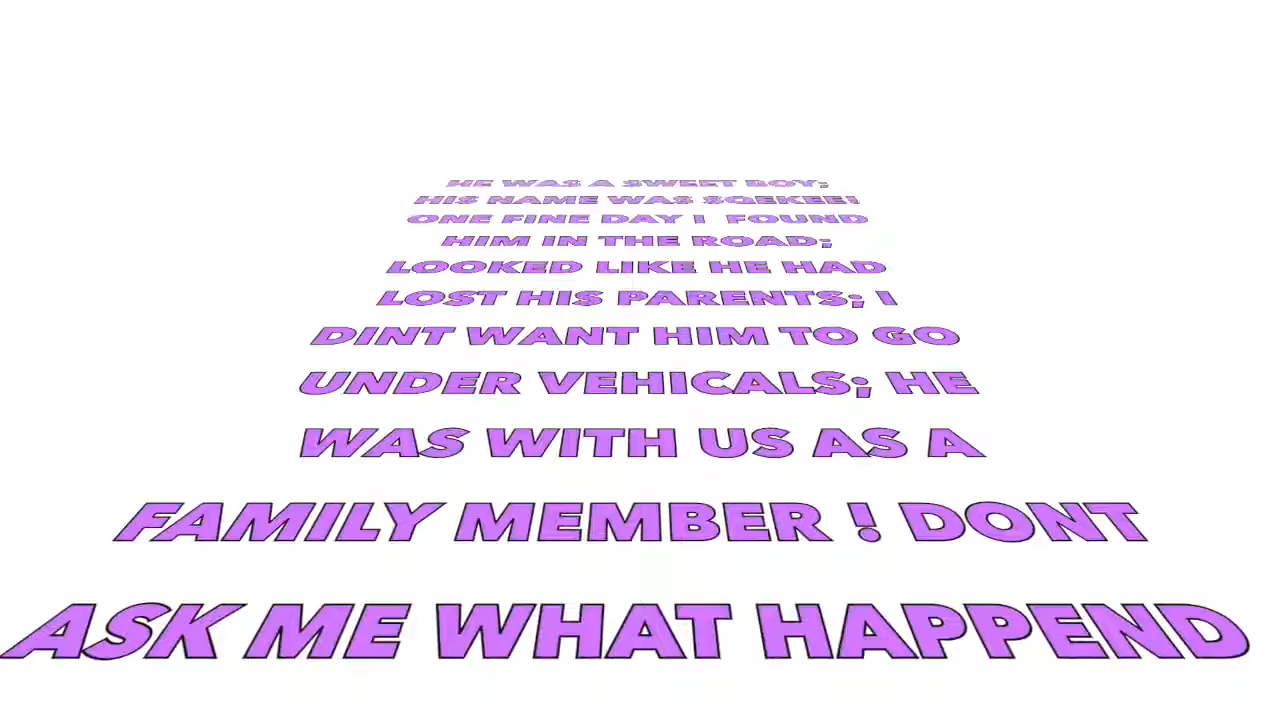 HE WAS A SWEET BOY;
HIS NAME WAS SQEKEE!
ONE FINE DAY I FOUND
HIM IN THE ROAD;
LOOKED LIKE HE HAD
LOST HIS PARENTS; I
DINT WANT HIM TO GO
UNDER VEHICALS; HE
WAS WITH US AS A
FAMILY MEMBER ! DONT
ASK ME WHAT HAPPEND